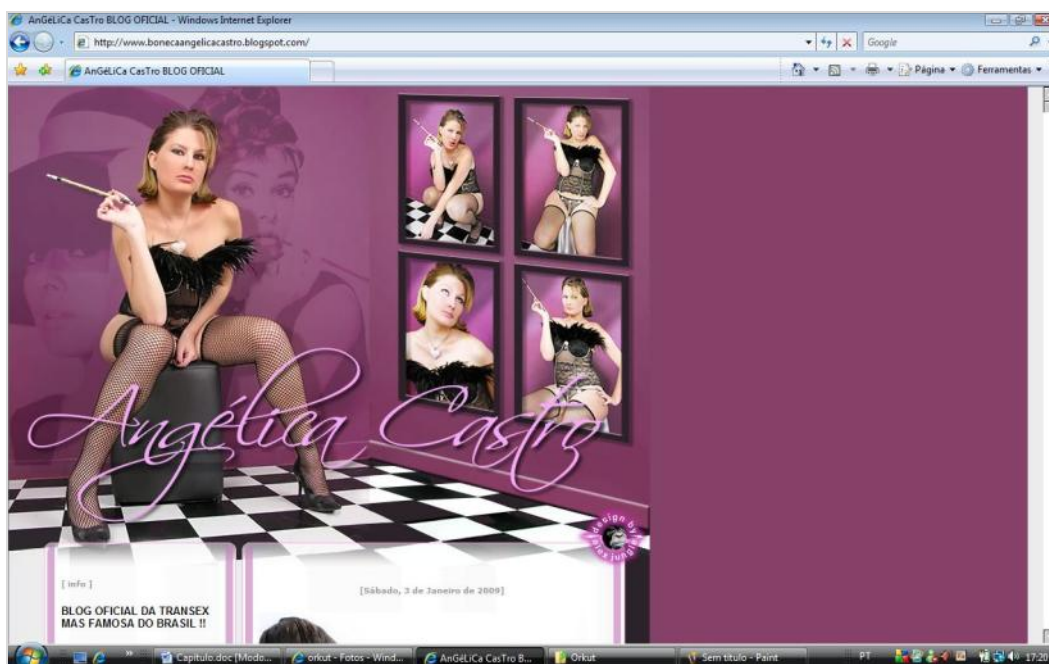 AnGéLiCa CasTro BLOG OFICIAL - Windows Internet Explorer
http://www.bonecaangelicacastro.blogspot.com/
Google
AnGéLiCa CasTro BLOG OFICIAL
Página
Ferramentas
Angélica Castro
design by alex jungle
[ info ]
BLOG OFICIAL DA TRANSEX
MAS FAMOSA DO BRASIL !!
[Sábado, 3 de Janeiro de 2009]
Capitulo.doc [Modo...
orkut - Fotos - Wind...
AnGéLiCa CasTro B...
Orkut
Sem título - Paint
PT
17:20